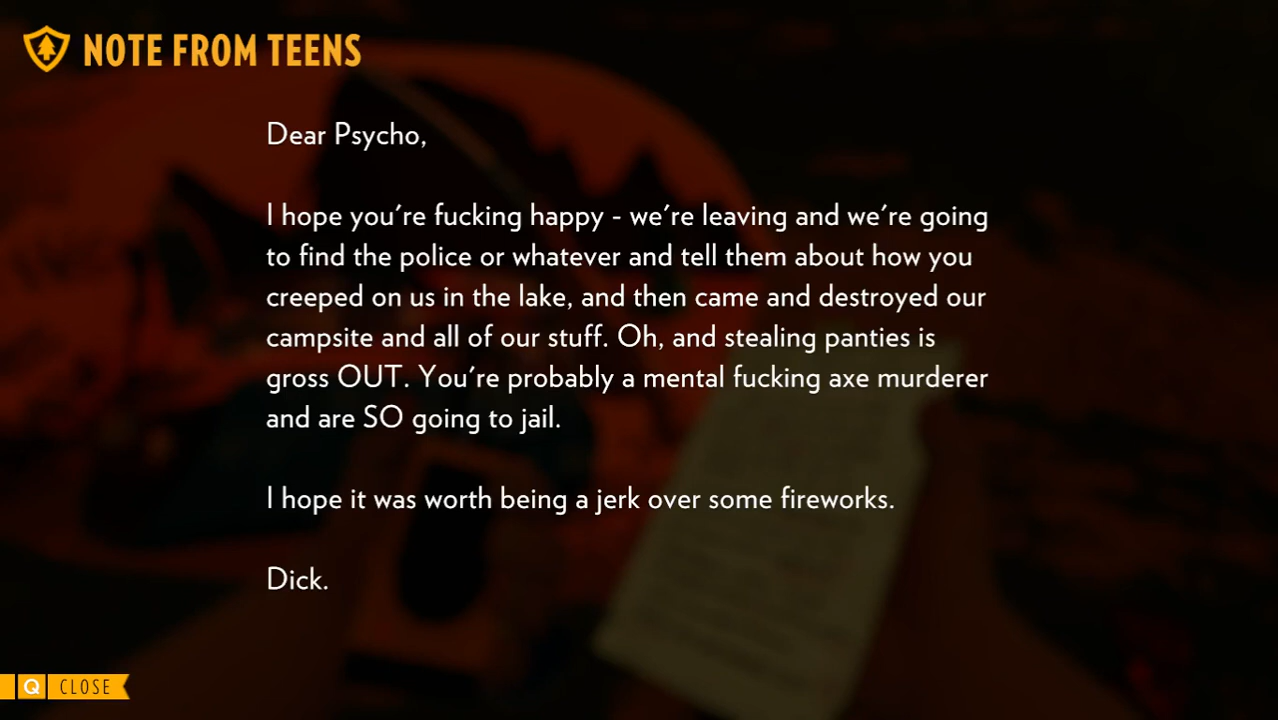 NOTE FROM TEENS
Dear Psycho,
I hope you're fucking happy - we're leaving and we're going
to find the police or whatever and tell them about how you
creeped on us in the lake, and then came and destroyed our
campsite and all of our stuff. Oh, and stealing panties is
gross OUT. You're probably a mental fucking axe murderer
and are SO going to jail.
I hope it was worth being a jerk over some fireworks.
Dick.
Q CLOSE